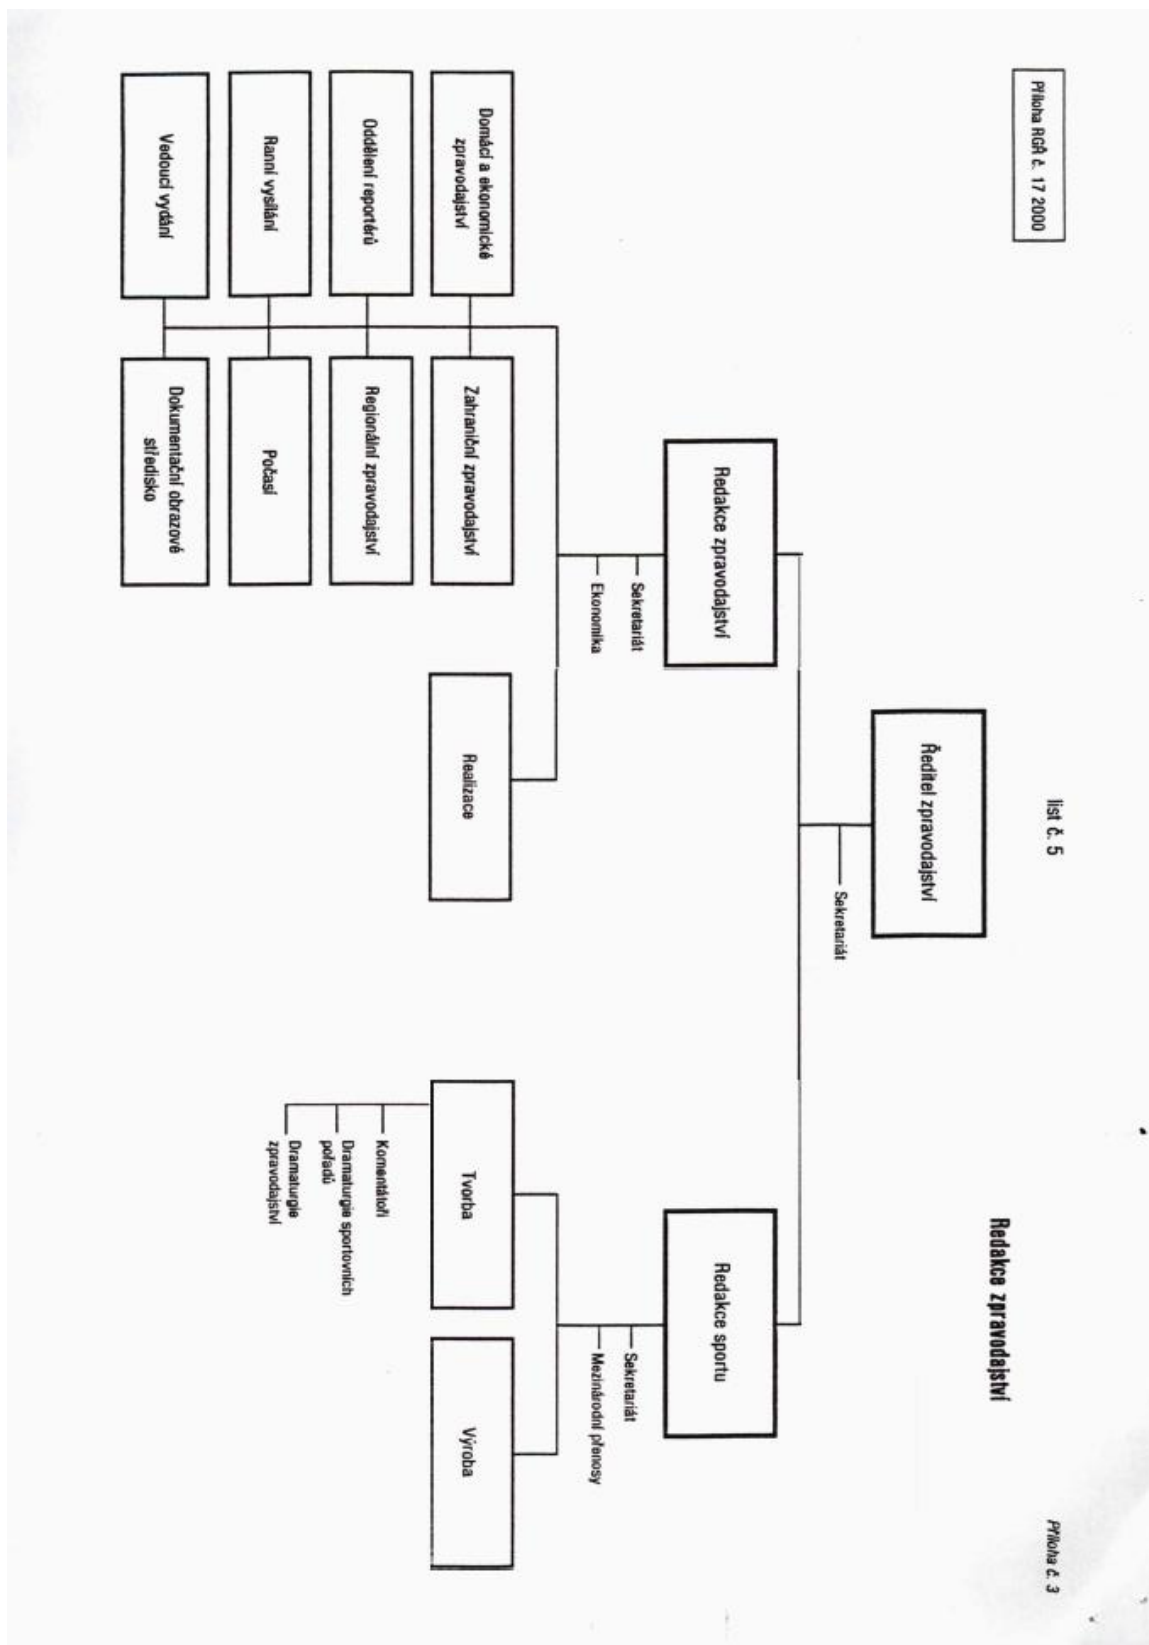 Příloha RGŘ č. 17 2000
list č. 5
Příloha č. 3
Redakce zpravodajství
Ředitel zpravodajství
Sekretariát
Redakce zpravodajství
Redakce sportu
Sekretariát
Ekonomika
Sekretariát
Mezinárodní přenosy
Domácí a ekonomické
zpravodajství
Zahraniční zpravodajství
Realizace
Tvorba
Výroba
Oddělení reportérů
Regionální zpravodajství
Komentátoři
Dramaturgie sportovních
pořadů
Dramaturgie
zpravodajství
Ranní vysílání
Počasí
Vedoucí vydání
Dokumentační obrazové
středisko